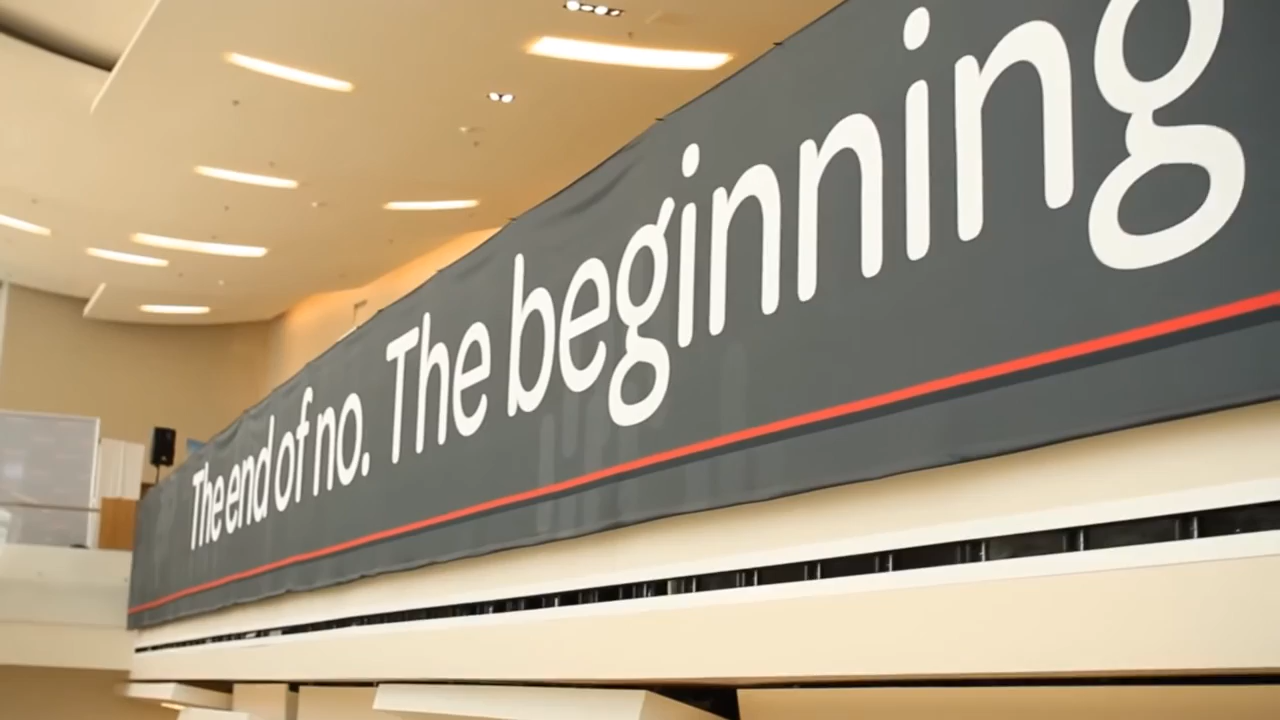 The end of no. The beginning